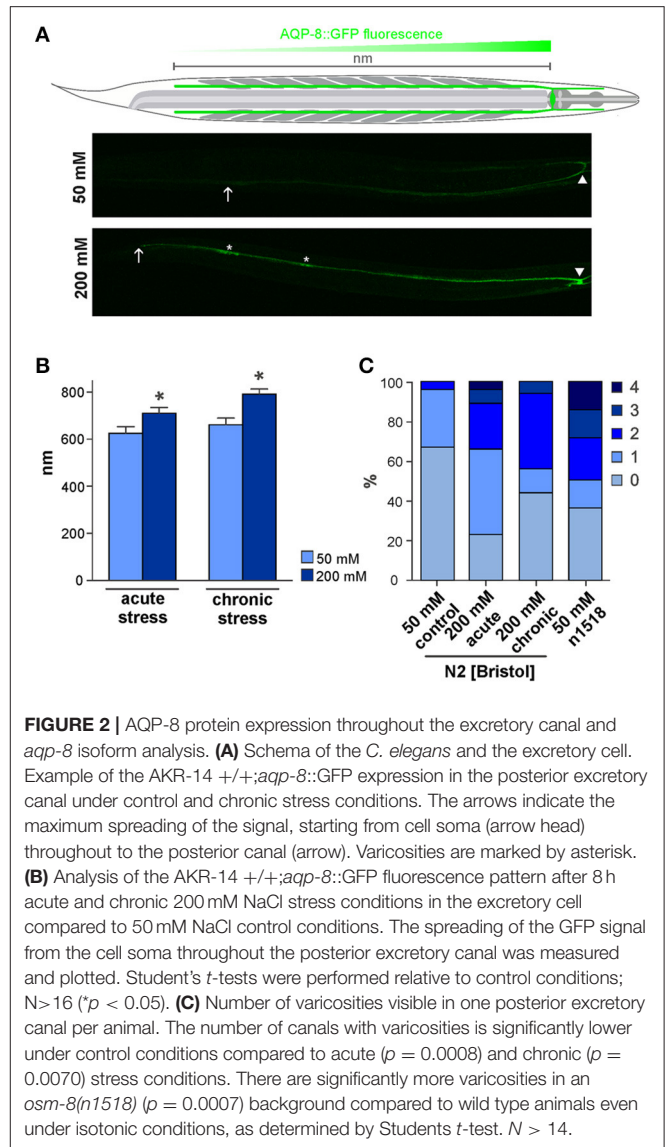 A
AQP-8::GFP fluorescence
nm
50 mM
200 mM
*
*
B
C
800
600
400
200
0
nm
*
*
acute
stress
chronic
stress
50 mM
200 mM
100
80
60
40
20
0
%
4
3
2
1
0
50 mM
control
200 mM
acute
200 mM
chronic
50 mM
n1518
N2 [Bristol]
FIGURE 2 | AQP-8 protein expression throughout the excretory canal and
aqp-8 isoform analysis. (A) Schema of the C. elegans and the excretory cell.
Example of the AKR-14 +/+;aqp-8::GFP expression in the posterior excretory
canal under control and chronic stress conditions. The arrows indicate the
maximum spreading of the signal, starting from cell soma (arrow head)
throughout to the posterior canal (arrow). Varicosities are marked by asterisk.
(B) Analysis of the AKR-14 +/+;aqp-8::GFP fluorescence pattern after 8 h
acute and chronic 200 mM NaCl stress conditions in the excretory cell
compared to 50 mM NaCl control conditions. The spreading of the GFP signal
from the cell soma throughout the posterior excretory canal was measured
and plotted. Student's t-tests were performed relative to control conditions;
N>16 (*p < 0.05). (C) Number of varicosities visible in one posterior excretory
canal per animal. The number of canals with varicosities is significantly lower
under control conditions compared to acute (p = 0.0008) and chronic (p =
0.0070) stress conditions. There are significantly more varicosities in an
osm-8(n1518) (p = 0.0007) background compared to wild type animals even
under isotonic conditions, as determined by Students t-test. N > 14.